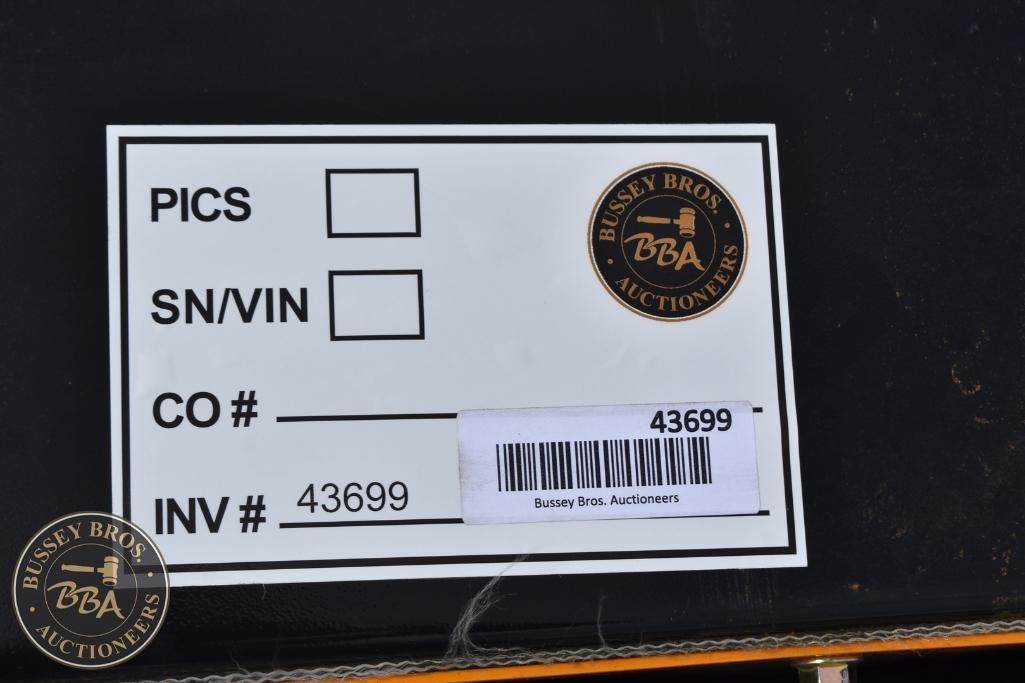 PICS
BUSSEY BROS.
BBA
AUCTIONEERS
SN/VIN
CO #
43699
Bussey Bros. Auctioneers
INV # 43699
BUSSEY BROS.
BBA
AUCTIONEERS